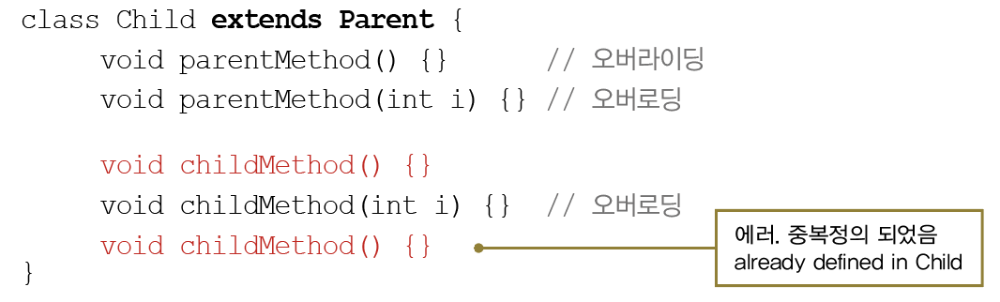 class Child extends Parent {
void parentMethod() {} // 오버라이딩
void parentMethod(int i) {} // 오버로딩
void childMethod() {}
void childMethod(int i) {} // 오버로딩
void childMethod() {}
에러. 중복정의 되었음
already defined in Child
}